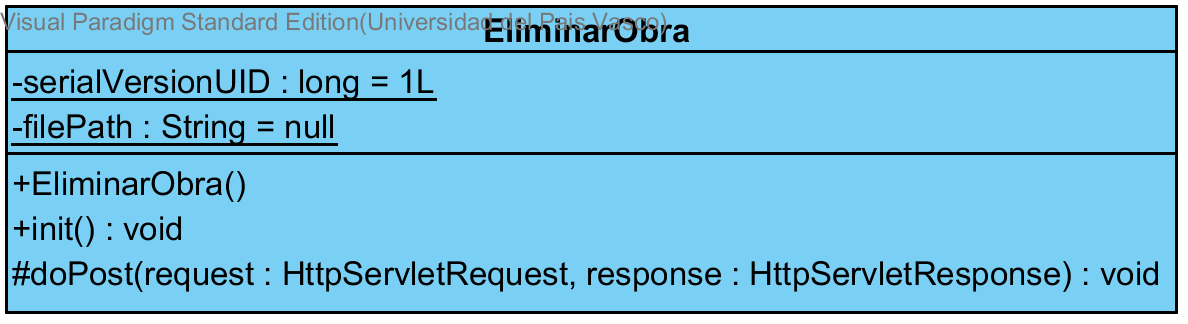 Visual Paradigm Standard Edition(Universidad del Pais Vasco)
EliminarObra
-serialVersionUID : long = 1L
-filePath : String = null
+EliminarObra()
+init() : void
#doPost(request : HttpServletRequest, response : HttpServletResponse) : void